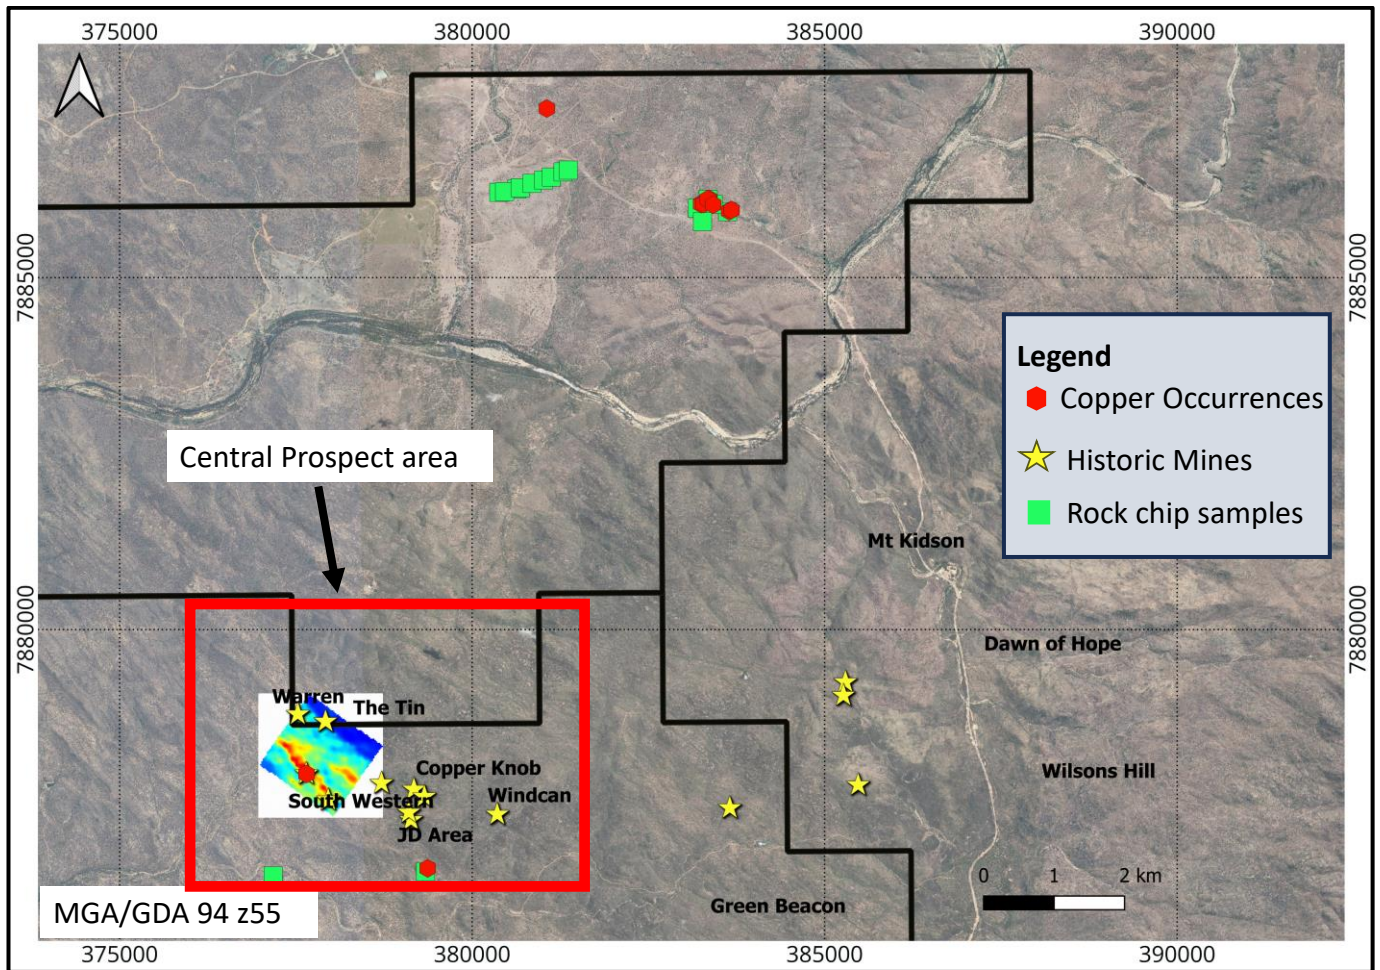 375000
380000
385000
390000
7885000
7885000
Legend
Copper Occurrences
Historic Mines
Rock chip samples
Central Prospect area
Mt Kidson
7880000
7880000
Dawn of Hope
Warren
The Tin
Copper Knob
Wilsons Hill
South Western
Windcan
JD Area
0 1 2 km
Green Beacon
MGA/GDA 94 z55
375000
380000
385000
390000